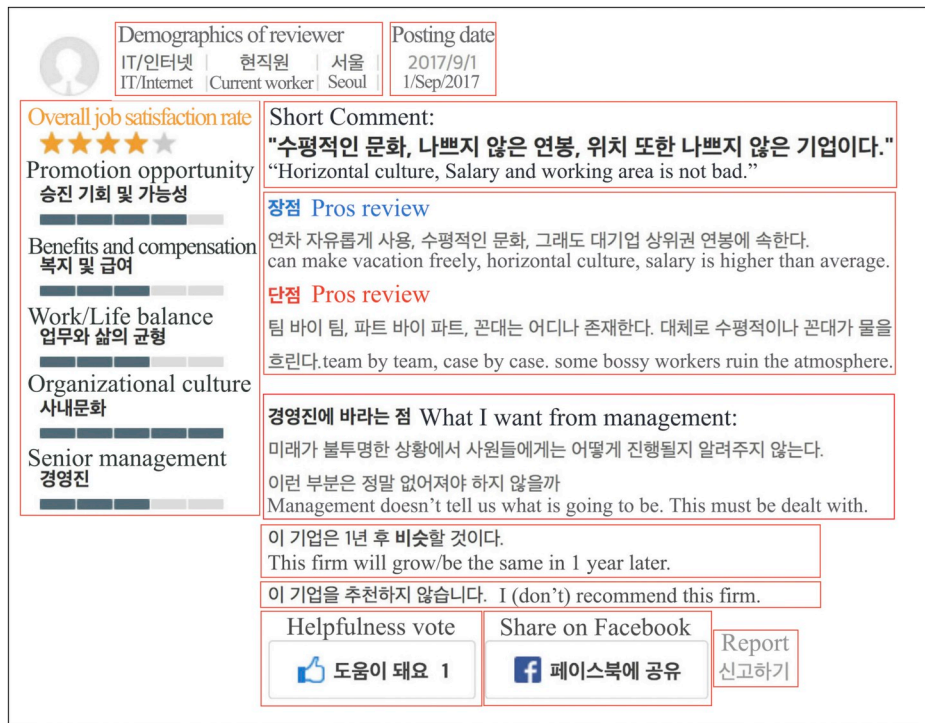 Demographics of reviewer
IT/인터넷 | 현직원 | 서울
IT/Internet |Current worker| Seoul
Posting date
2017/9/1
1/Sep/2017
Overall job satisfaction rate
Promotion opportunity
승진 기회 및 가능성
Benefits and compensation
복지 및 급여
Work/Life balance
업무와 삶의 균형
Organizational culture
사내문화
Senior management
경영진
Short Comment:
"수평적인 문화, 나쁘지 않은 연봉, 위치 또한 나쁘지 않은 기업이다."
“Horizontal culture, Salary and working area is not bad.”
장점 Pros review
연차 자유롭게 사용, 수평적인 문화, 그래도 대기업 상위권 연봉에 속한다.
can make vacation freely, horizontal culture, salary is higher than average.
단점 Pros review
팀 바이 팀, 파트 바이 파트, 꼰대는 어디나 존재한다. 대체로 수평적이나 꼰대가 물을
흐린다.team by team, case by case. some bossy workers ruin the atmosphere.
경영진에 바라는 점 What I want from management:
미래가 불투명한 상황에서 사원들에게는 어떻게 진행될지 알려주지 않는다.
이런 부분은 정말 없어져야 하지 않을까
Management doesn’t tell us what is going to be. This must be dealt with.
이 기업은 1년 후 비슷할 것이다.
This firm will grow/be the same in 1 year later.
이 기업을 추천하지 않습니다. I (don’t) recommend this firm.
Helpfulness vote
도움이 돼요 1
Share on Facebook
f 페이스북에 공유
Report
신고하기